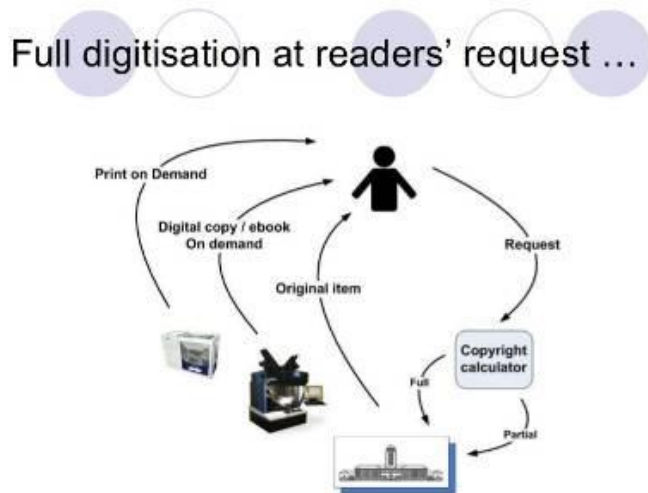 Full digitisation at readers' request ...
Print on Demand
Digital copy / ebook
On demand
Original item
Request
Copyright
calculator
Full
Partial